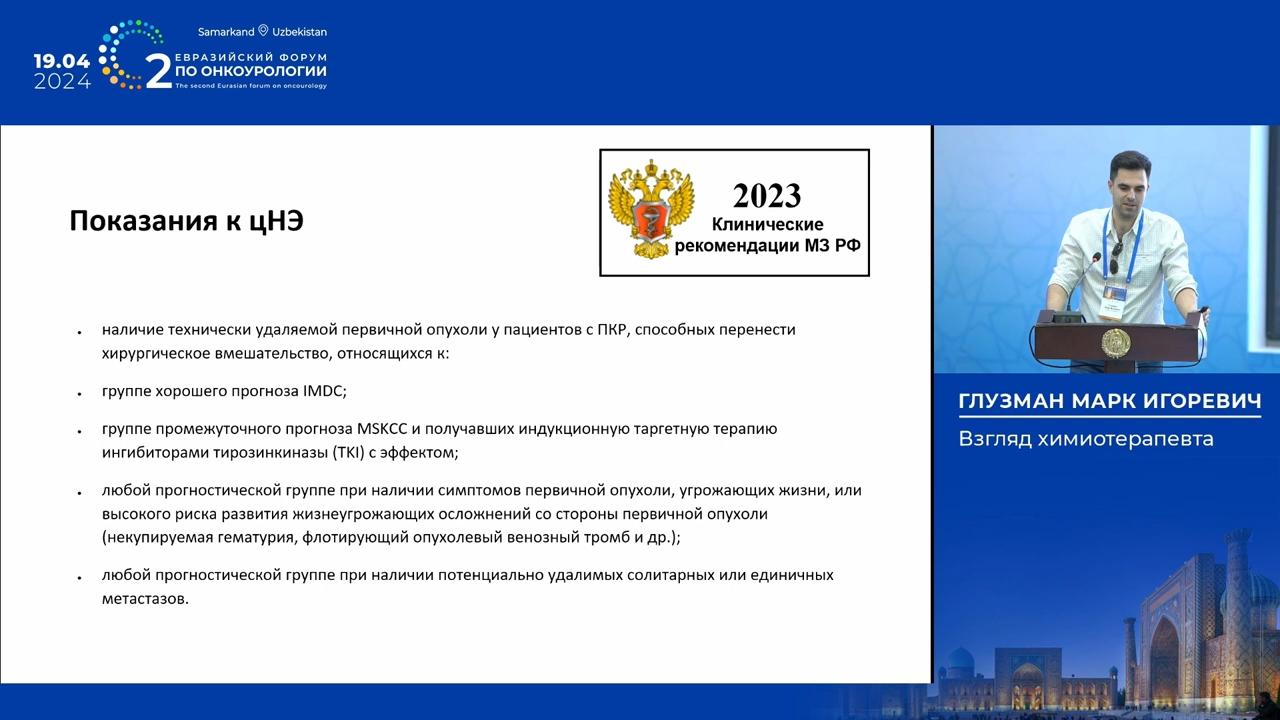 Samarkand Uzbekistan
19.04
2024
2
ЕВРАЗИЙСКИЙ ФОРУМ
ПО ОНКОУРОЛОГИИ
The second Eurasian forum on oncourology
Показания к цНЭ
2023
Клинические
рекомендации МЗ РФ
• наличие технически удаляемой первичной опухоли у пациентов с ПКР, способных перенести
хирургическое вмешательство, относящихся к:
• группе хорошего прогноза IMDC;
• группе промежуточного прогноза MSKCC и получавших индукционную таргетную терапию
ингибиторами тирозинкиназы (TKI) с эффектом;
• любой прогностической группе при наличии симптомов первичной опухоли, угрожающих жизни, или
высокого риска развития жизнеугрожающих осложнений со стороны первичной опухоли
(некупируемая гематурия, флотирующий опухолевый венозный тромб и др.);
• любой прогностической группе при наличии потенциально удалимых солитарных или единичных
метастазов.
ГЛУЗМАН МАРК ИГОРЕВИЧ
Взгляд химиотерапевта